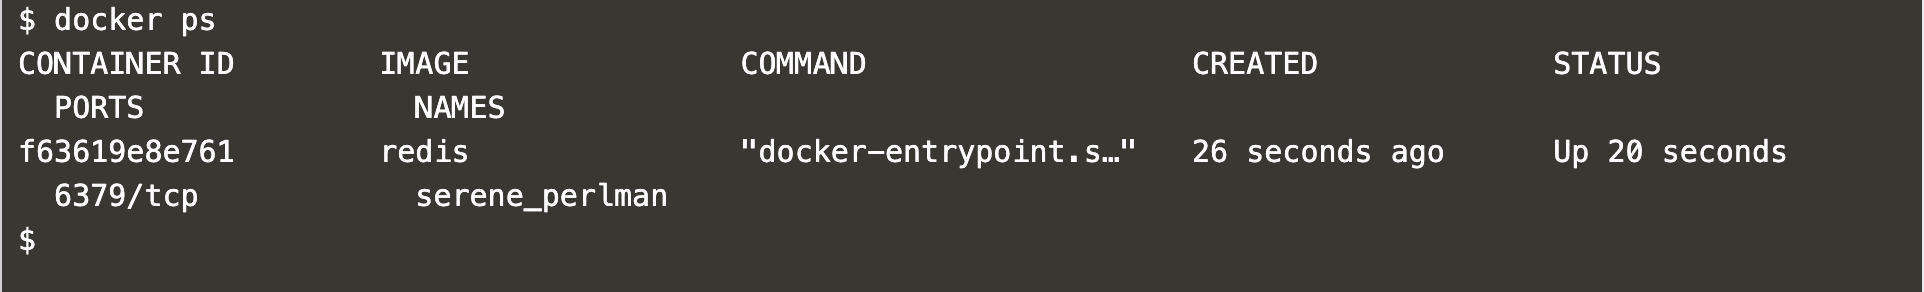 $ docker ps
CONTAINER ID        IMAGE               COMMAND                  CREATED             STATUS
  PORTS               NAMES
f63619e8e761        redis               "docker-entrypoint.s…"   26 seconds ago      Up 20 seconds
  6379/tcp            serene_perlman
$